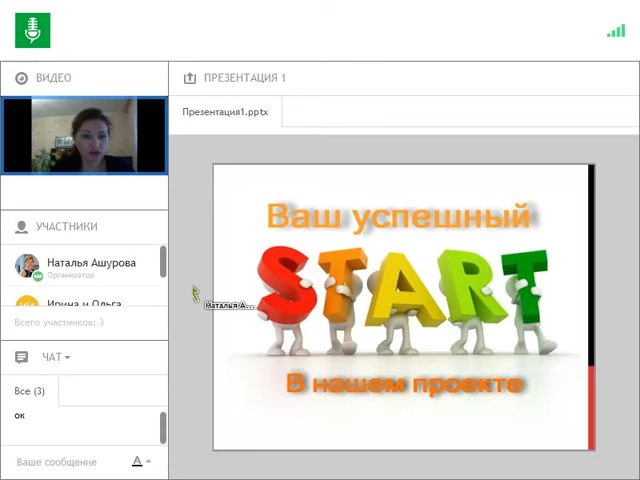 ВИДЕО
ПРЕЗЕНТАЦИЯ 1
Презентация1.pptx
УЧАСТНИКИ
Наталья Ашурова
Организатор
Ирина и Ольга
Всего участников: 3
ЧАТ
Все (3)
ок
Ваше сообщение
A
Наталья А...
Ваш успешный
START
В нашем проекте